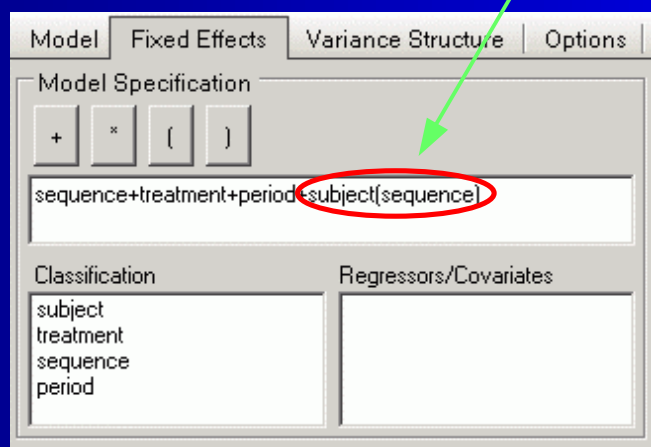 Model Fixed Effects Variance Structure Options
Model Specification
+ * ( )
sequence+treatment+period+subject(sequence)
Classification Regressors/Covariates
subject
treatment
sequence
period